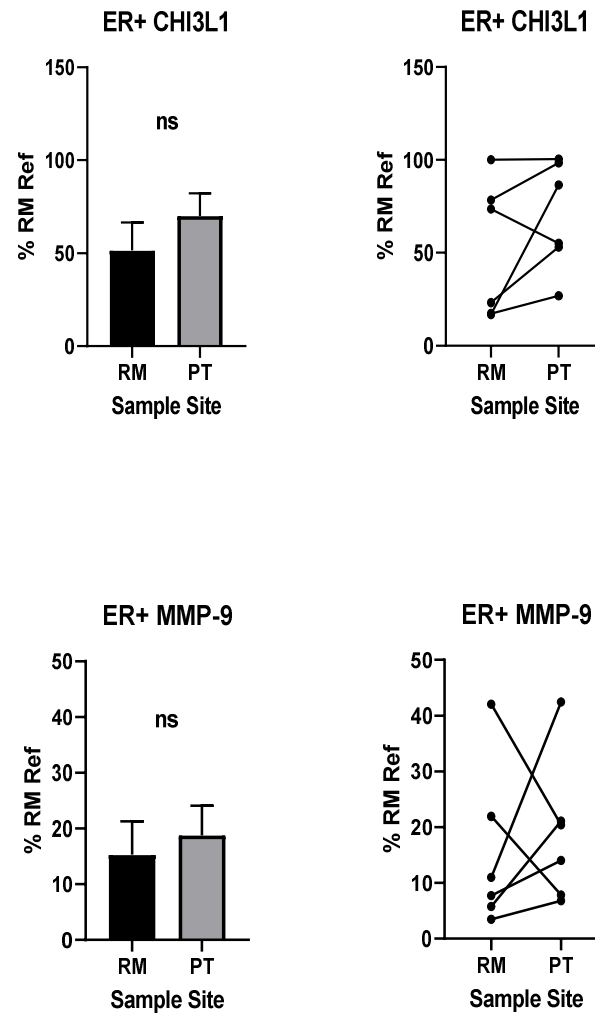 ER+ CHI3L1
150
100
50
0
% RM Ref
ns
RM PT
Sample Site
ER+ CHI3L1
150
100
50
0
% RM Ref
RM PT
Sample Site
ER+ MMP-9
50
40
30
20
10
0
% RM Ref
ns
RM PT
Sample Site
ER+ MMP-9
50
40
30
20
10
0
% RM Ref
RM PT
Sample Site